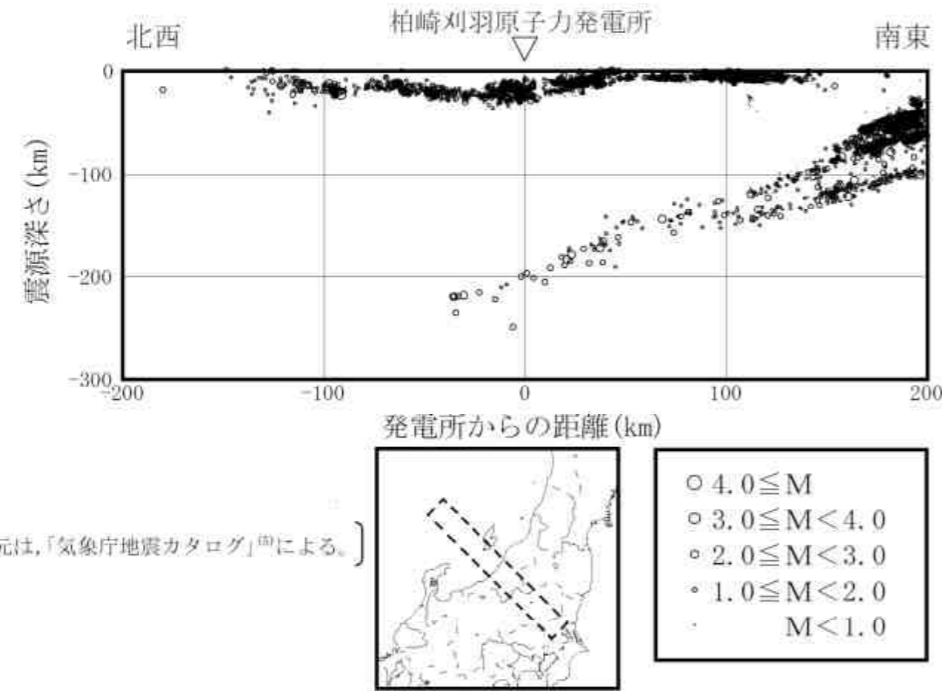 北西
柏崎刈羽原子力発電所
南東
0
-100
-200
-300
震源深さ(km)
-200
-100
0
100
200
発電所からの距離(km)
元は,「気象庁地震カタログ」(5)による。
4.0≦M
3.0≦M<4.0
2.0≦M<3.0
1.0≦M<2.0
M<1.0